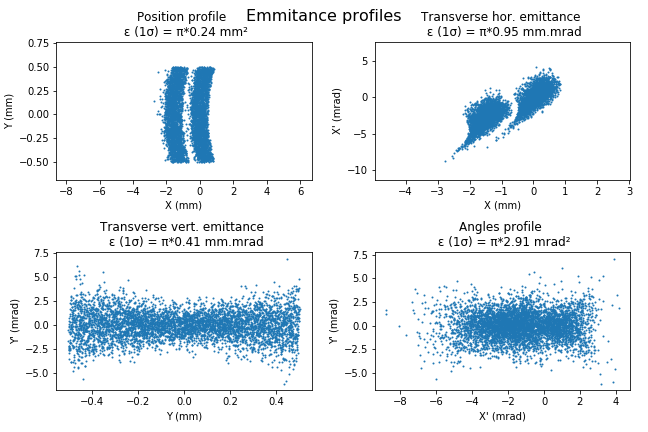 Emmitance profiles
Position profile
ε (1σ) = π*0.24 mm²
0.75
0.50
0.25
0.00
−0.25
−0.50
Y (mm)
−8 −6 −4 −2 0 2 4 6
X (mm)
Transverse hor. emittance
ε (1σ) = π*0.95 mm.mrad
5
0
−5
−10
X' (mrad)
−4 −3 −2 −1 0 1 2 3
X (mm)
Transverse vert. emittance
ε (1σ) = π*0.41 mm.mrad
7.5
5.0
2.5
0.0
−2.5
−5.0
Y' (mrad)
−0.4 −0.2 0.0 0.2 0.4
Y (mm)
Angles profile
ε (1σ) = π*2.91 mrad²
7.5
5.0
2.5
0.0
−2.5
−5.0
Y' (mrad)
−8 −6 −4 −2 0 2 4
X' (mrad)